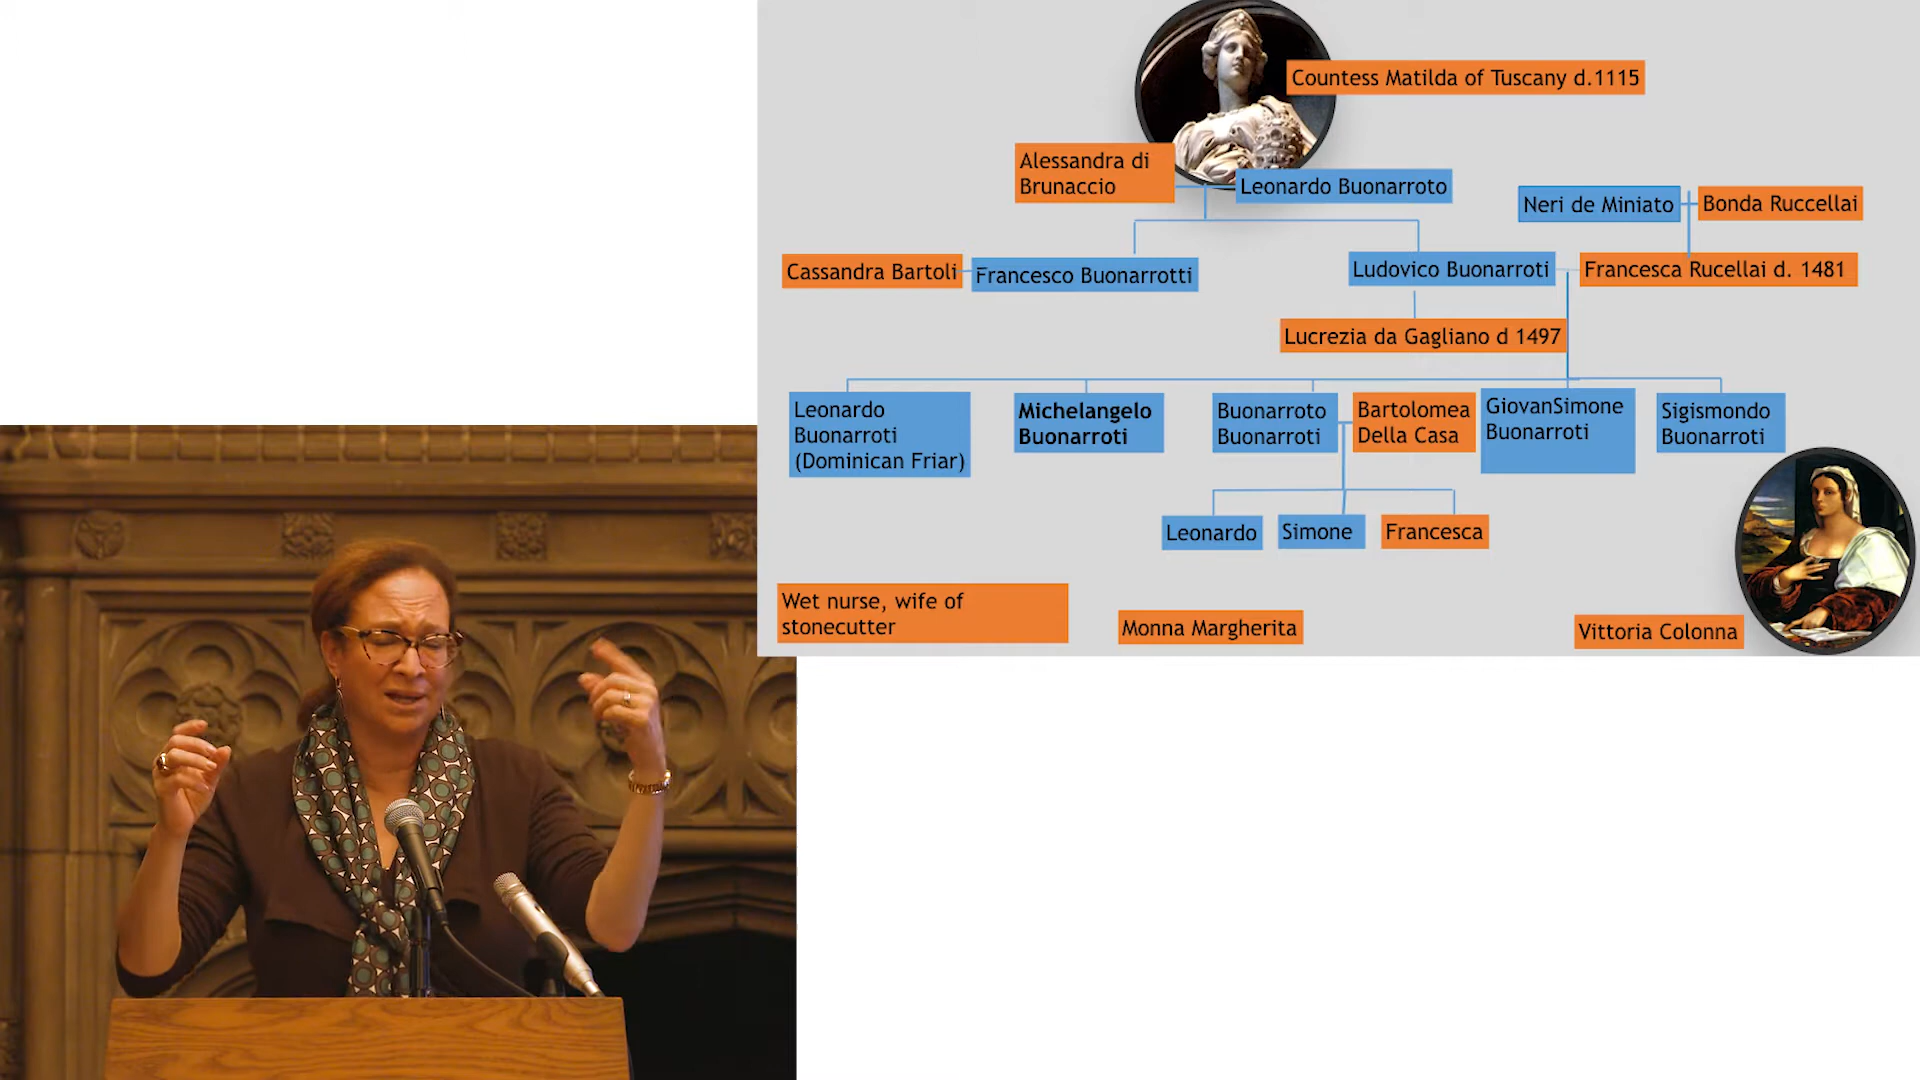 Countess Matilda of Tuscany d.1115
Alessandra di
Brunaccio
Leonardo Buonarroto
Neri de Miniato
Bonda Ruccellai
Cassandra Bartoli
Francesco Buonarrotti
Ludovico Buonarroti
Francesca Rucellai d. 1481
Lucrezia da Gagliano d 1497
Leonardo
Buonarroti
(Dominican Friar)
Michelangelo
Buonarroti
Buonarroto
Buonarroti
Bartolomea
Della Casa
GiovanSimone
Buonarroti
Sigismondo
Buonarroti
Leonardo
Simone
Francesca
Wet nurse, wife of
stonecutter
Monna Margherita
Vittoria Colonna